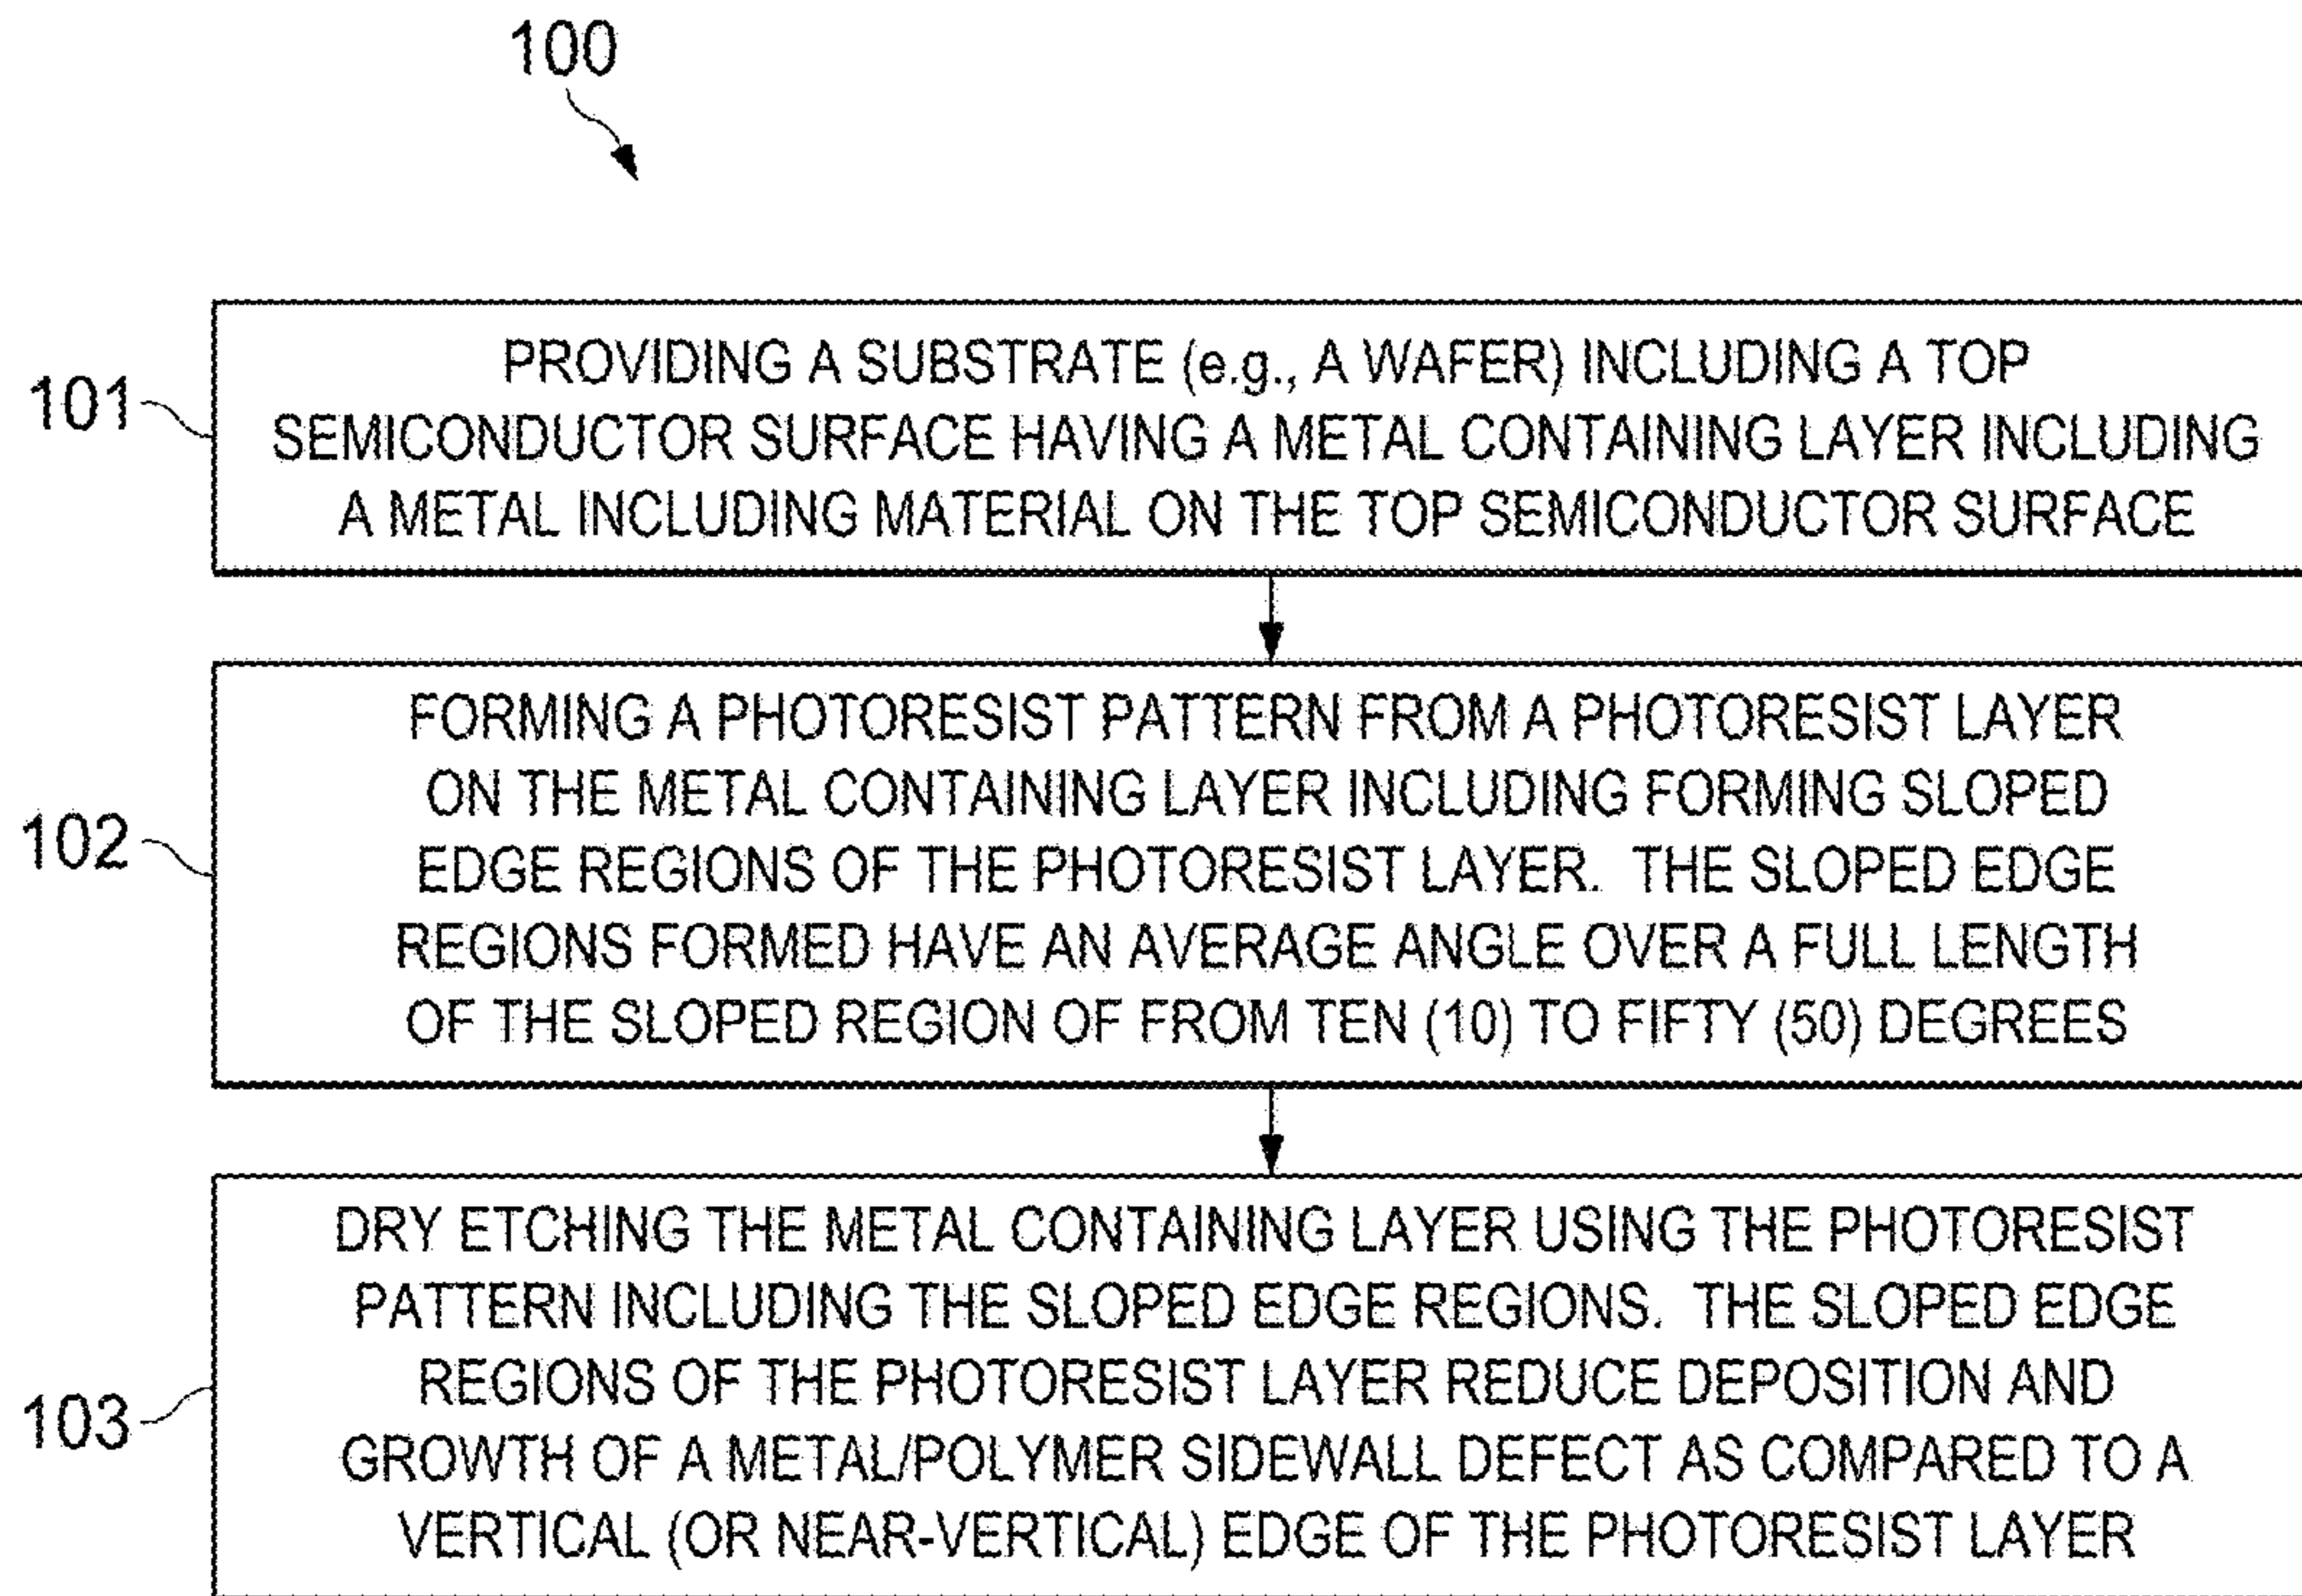 100
101
PROVIDING A SUBSTRATE (e.g., A WAFER) INCLUDING A TOP
SEMICONDUCTOR SURFACE HAVING A METAL CONTAINING LAYER INCLUDING
A METAL INCLUDING MATERIAL ON THE TOP SEMICONDUCTOR SURFACE
102
FORMING A PHOTORESIST PATTERN FROM A PHOTORESIST LAYER
ON THE METAL CONTAINING LAYER INCLUDING FORMING SLOPED
EDGE REGIONS OF THE PHOTORESIST LAYER. THE SLOPED EDGE
REGIONS FORMED HAVE AN AVERAGE ANGLE OVER A FULL LENGTH
OF THE SLOPED REGION OF FROM TEN (10) TO FIFTY (50) DEGREES
103
DRY ETCHING THE METAL CONTAINING LAYER USING THE PHOTORESIST
PATTERN INCLUDING THE SLOPED EDGE REGIONS. THE SLOPED EDGE
REGIONS OF THE PHOTORESIST LAYER REDUCE DEPOSITION AND
GROWTH OF A METAL/POLYMER SIDEWALL DEFECT AS COMPARED TO A
VERTICAL (OR NEAR-VERTICAL) EDGE OF THE PHOTORESIST LAYER